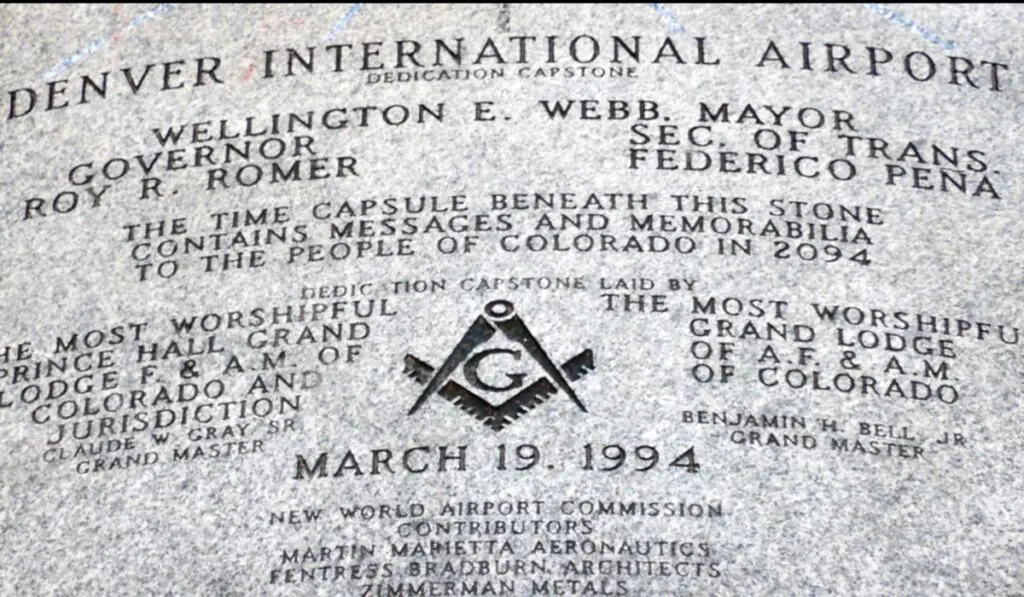 DENVER INTERNATIONAL AIRPORT
DEDICATION CAPSTONE
WELLINGTON E. WEBB. MAYOR
GOVERNOR
ROY R. ROMER
SEC. OF TRANS.
FEDERICO PENA
THE TIME CAPSULE BENEATH THIS STONE
CONTAINS MESSAGES AND MEMORABILIA
TO THE PEOPLE OF COLORADO IN 2094
DEDIC TION CAPSTONE LAID BY
HE MOST WORSHIPFUL
PRINCE HALL GRAND
LODGE F. & A.M. OF
COLORADO AND
JURISDICTION
CLAUDE W. GRAY SR
GRAND MASTER
G
THE MOST WORSHIPFU
GRAND LODGE
OF A.F. & A.M.
OF COLORADO
BENJAMIN H. BELL, JR
GRAND MASTER
MARCH 19. 1994
NEW WORLD AIRPORT COMMISSION
CONTRIBUTORS
MARTIN MARIETTA AERONAUTICS
FENTRESS BRADBURN ARCHITECTS
ZIMMERMAN METALS